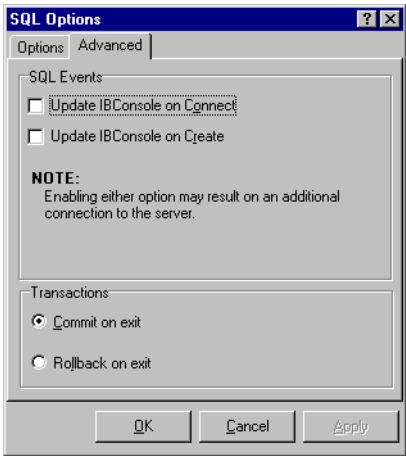 SQL Options
Options Advanced
SQL Events
Update IBConsole on Connect
Update IBConsole on Create
NOTE:
Enabling either option may result on an additional
connection to the server.
Transactions
Commit on exit
Rollback on exit
OK Cancel Apply